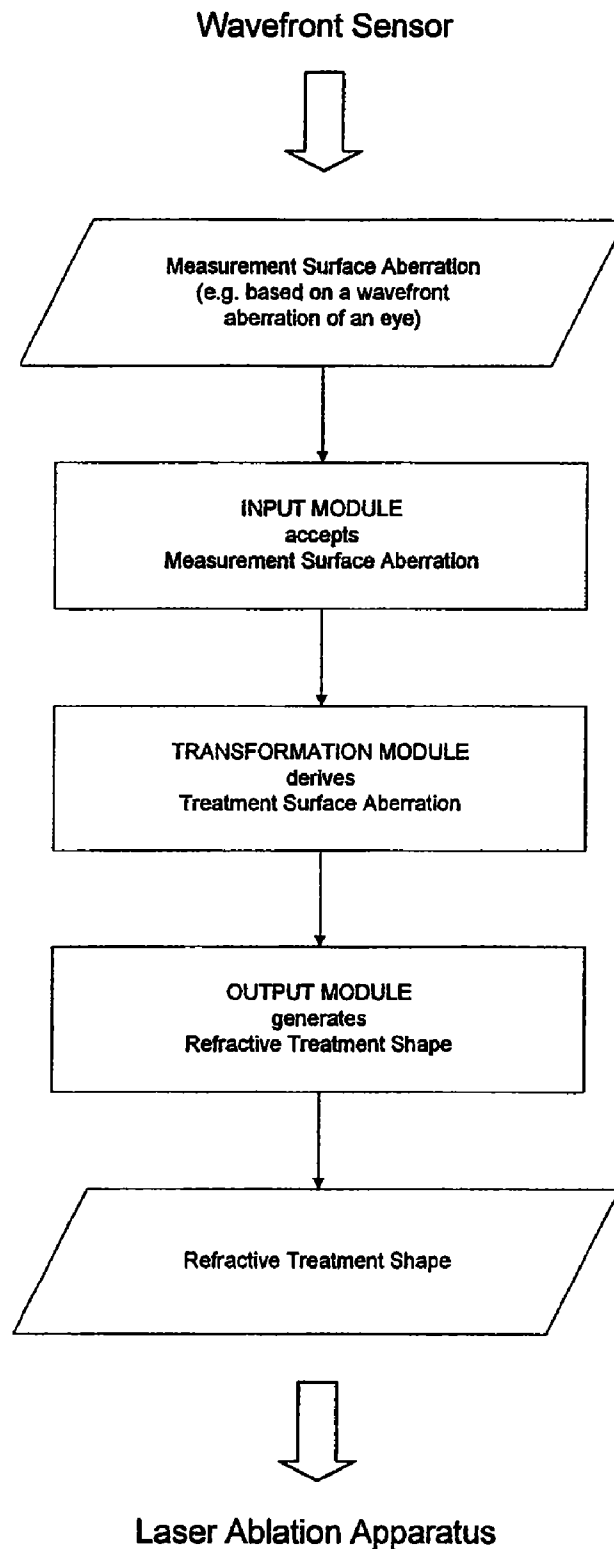 Wavefront Sensor
Measurement Surface Aberration
(e.g. based on a wavefront
aberration of an eye)
INPUT MODULE
accepts
Measurement Surface Aberration
TRANSFORMATION MODULE
derives
Treatment Surface Aberration
OUTPUT MODULE
generates
Refractive Treatment Shape
Refractive Treatment Shape
Laser Ablation Apparatus